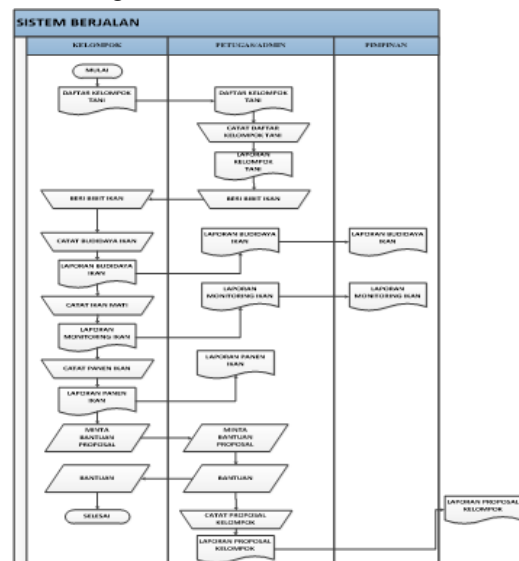 SISTEM BERJALAN
KELOMPOK
PETUGAS/ADMIN
PIMPINAN
MULAI
DAFTAR KELOMPOK
TANI
DAFTAR KELOMPOK
TANI
CATAT DAFTAR
KELOMPOK TANI
LAPORAN
KELOMPOK
TANI
BERI BIBIT IKAN
BERI BIBIT IKAN
CATAT BUDIDAYA IKAN
LAPORAN BUDIDAYA
IKAN
LAPORAN BUDIDAYA
IKAN
LAPORAN BUDIDAYA
IKAN
CATAT IKAN MATI
LAPORAN
MONITORING IKAN
LAPORAN
MONITORING IKAN
LAPORAN
MONITORING IKAN
CATAT PANEN IKAN
LAPORAN PANEN
IKAN
LAPORAN PANEN
IKAN
MINTA
BANTUAN
PROPOSAL
MINTA
BANTUAN
PROPOSAL
BANTUAN
BANTUAN
SELESAI
CATAT PROPOSAL
KELOMPOK
LAPORAN PROPOSAL
KELOMPOK
LAPORAN PROPOSAL
KELOMPOK